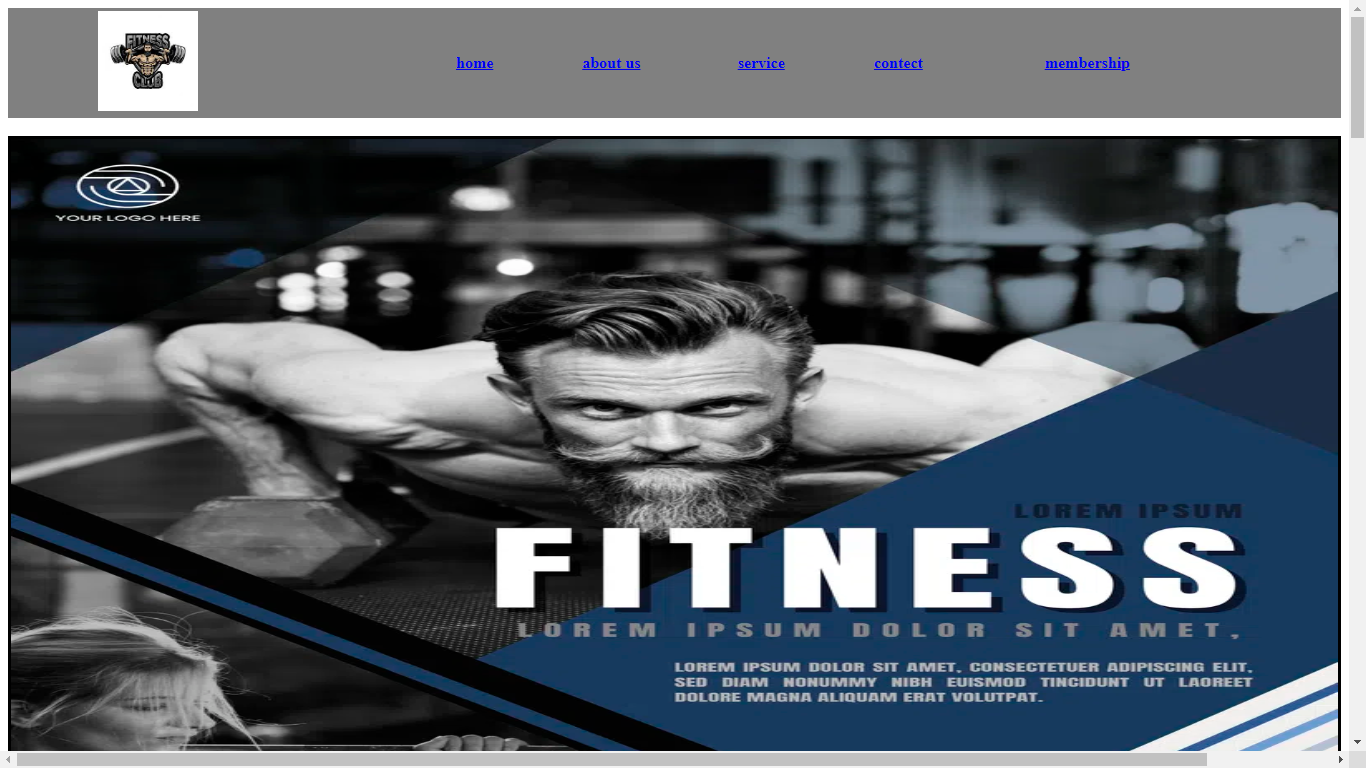 FITNESS
CLUB
home about us service contect membership
YOUR LOGO HERE
LOREM IPSUM
FITNESS
LOREM IPSUM DOLOR SIT AMET,
LOREM IPSUM DOLOR SIT AMET, CONSECTETUER ADIPISCING ELIT,
SED DIAM NONUMMY NIBH EUISMOD TINCIDUNT UT LAOREET
DOLORE MAGNA ALIQUAM ERAT VOLUTPAT.